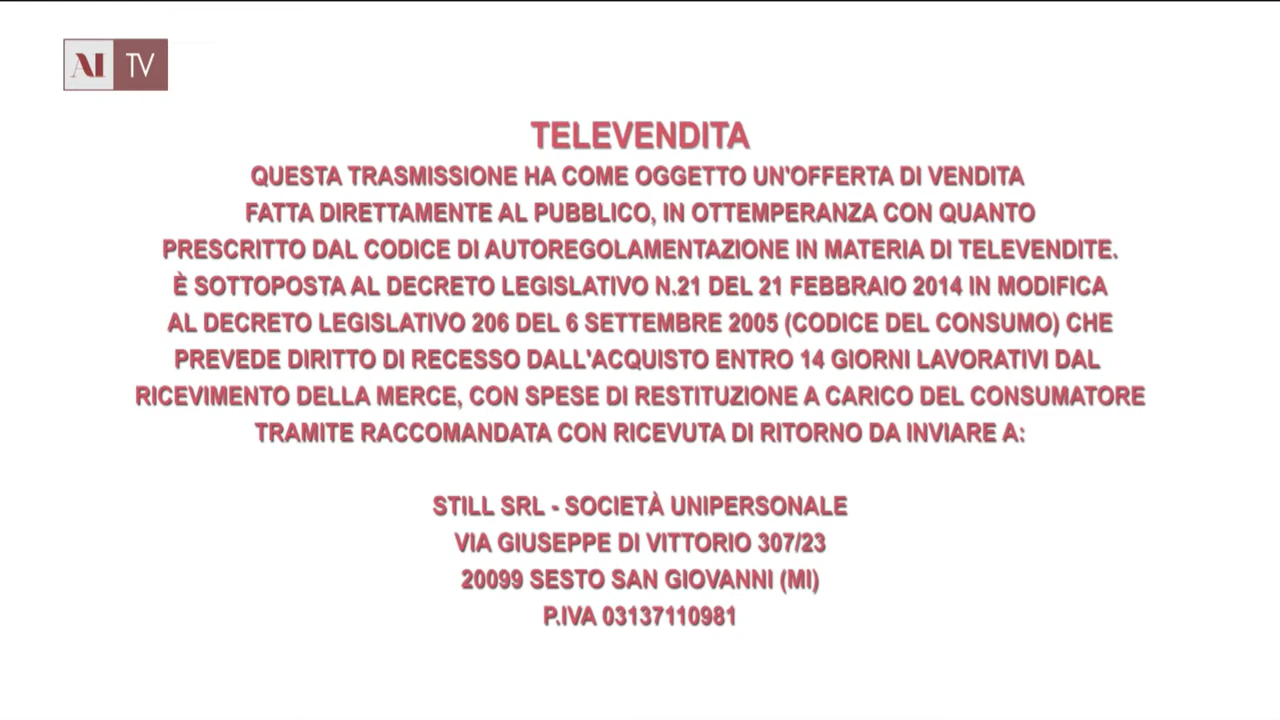 AI TV
TELEVENDITA
QUESTA TRASMISSIONE HA COME OGGETTO UN'OFFERTA DI VENDITA
FATTA DIRETTAMENTE AL PUBBLICO, IN OTTEMPERANZA CON QUANTO
PRESCRITTO DAL CODICE DI AUTOREGOLAMENTAZIONE IN MATERIA DI TELEVENDITE.
È SOTTOPOSTA AL DECRETO LEGISLATIVO N.21 DEL 21 FEBBRAIO 2014 IN MODIFICA
AL DECRETO LEGISLATIVO 206 DEL 6 SETTEMBRE 2005 (CODICE DEL CONSUMO) CHE
PREVEDE DIRITTO DI RECESSO DALL'ACQUISTO ENTRO 14 GIORNI LAVORATIVI DAL
RICEVIMENTO DELLA MERCE, CON SPESE DI RESTITUZIONE A CARICO DEL CONSUMATORE
TRAMITE RACCOMANDATA CON RICEVUTA DI RITORNO DA INVIARE A:
STILL SRL - SOCIETÀ UNIPERSONALE
VIA GIUSEPPE DI VITTORIO 307/23
20099 SESTO SAN GIOVANNI (MI)
P.IVA 03137110981